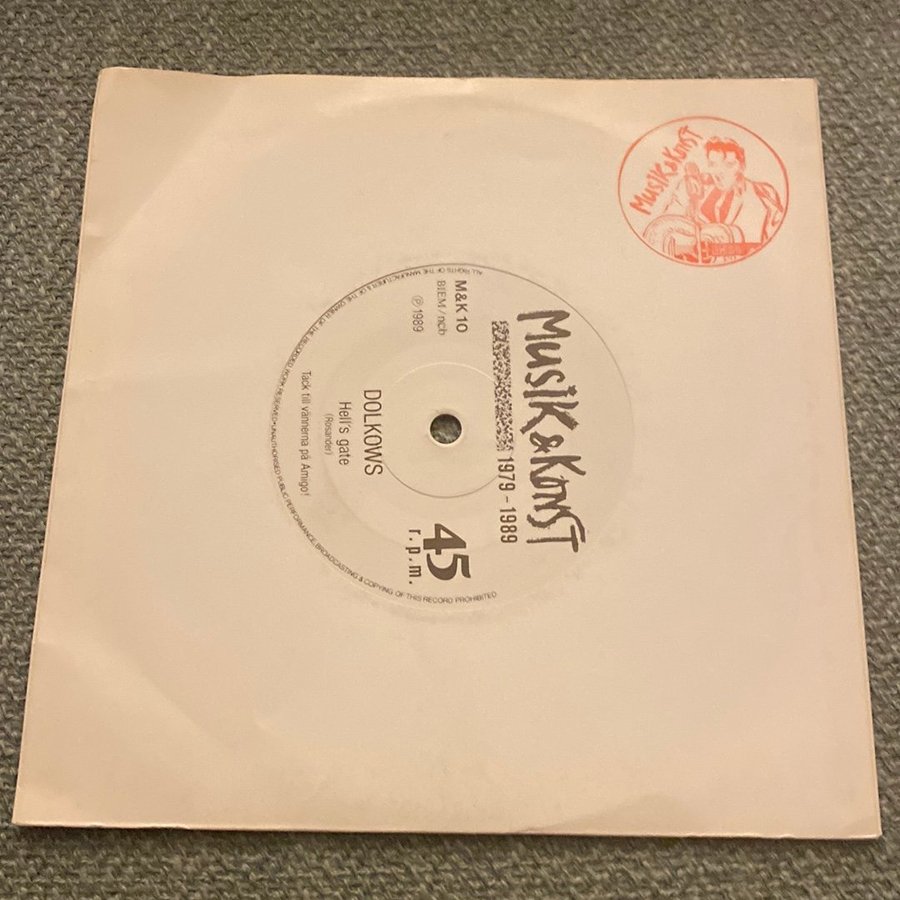 MUSIK & KONST
MUSIK & KONST
1979 - 1989
M&K 10
BIEM/ncb
℗ 1989
45
r.p.m.
DOLKOWS
Hell's gate
(Rosander)
Tack till vännerna på Amigo!
ALL RIGHTS OF THE MANUFACTURER & OF THE OWNER OF THE RECORDED WORK RESERVED•UNAUTHORISED PUBLIC PERFORMANCE, BROADCASTING & COPYING OF THIS RECORD PROHIBITED